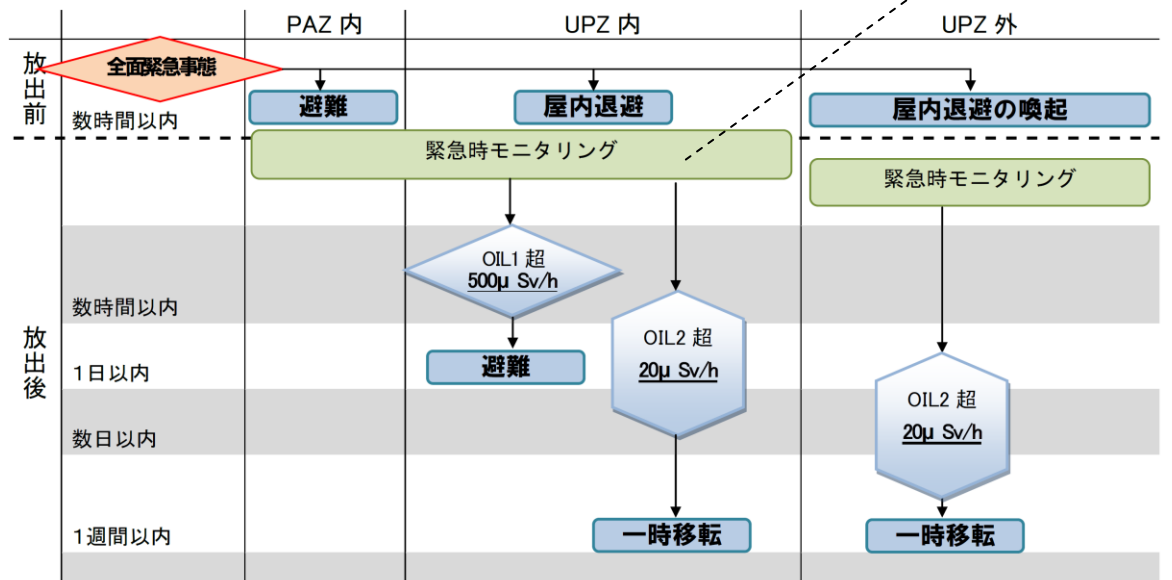 PAZ 内
UPZ 内
UPZ 外
放出前
全面緊急事態
避難
屋内退避
屋内退避の喚起
数時間以内
緊急時モニタリング
緊急時モニタリング
放出後
OIL1 超
500μ Sv/h
数時間以内
OIL2 超
20μ Sv/h
避難
1日以内
OIL2 超
20μ Sv/h
数日以内
1週間以内
一時移転
一時移転